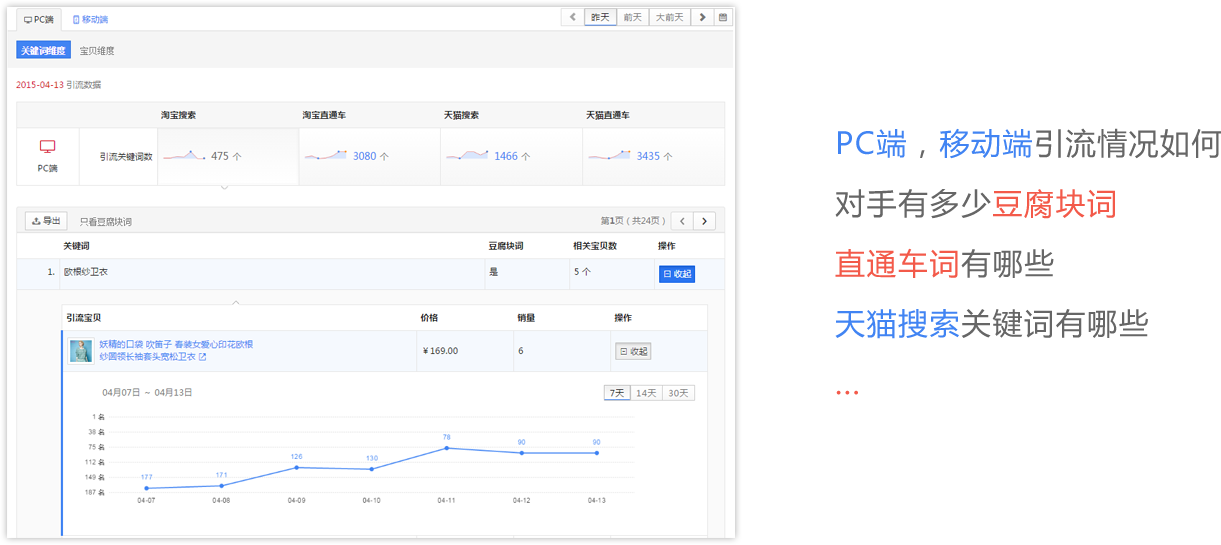 PC端 移动端 昨天 前天 大前天
关键词维度 宝贝维度
2015-04-13 引流数据
淘宝搜索 淘宝直通车 天猫搜索 天猫直通车
PC端 引流关键词数 475 个 3080 个 1466 个 3435 个
导出 只看豆腐块词 第1页 ( 共24页 )
关键词 豆腐块词 相关宝贝数 操作
1. 欧根纱卫衣 是 5 个 收起
引流宝贝 价格 销量 操作
妖精的口袋 吹笛子 春装女爱心印花欧根
纱圆领长袖套头宽松卫衣
¥ 169.00 6 收起
04月07日 ~ 04月13日 7天 14天 30天
1 名
38 名
75 名
112 名
149 名
187 名
177 171 126 130 78 90 90
04-07 04-08 04-09 04-10 04-11 04-12 04-13
PC端，移动端引流情况如何
对手有多少豆腐块词
直通车词有哪些
天猫搜索关键词有哪些
...